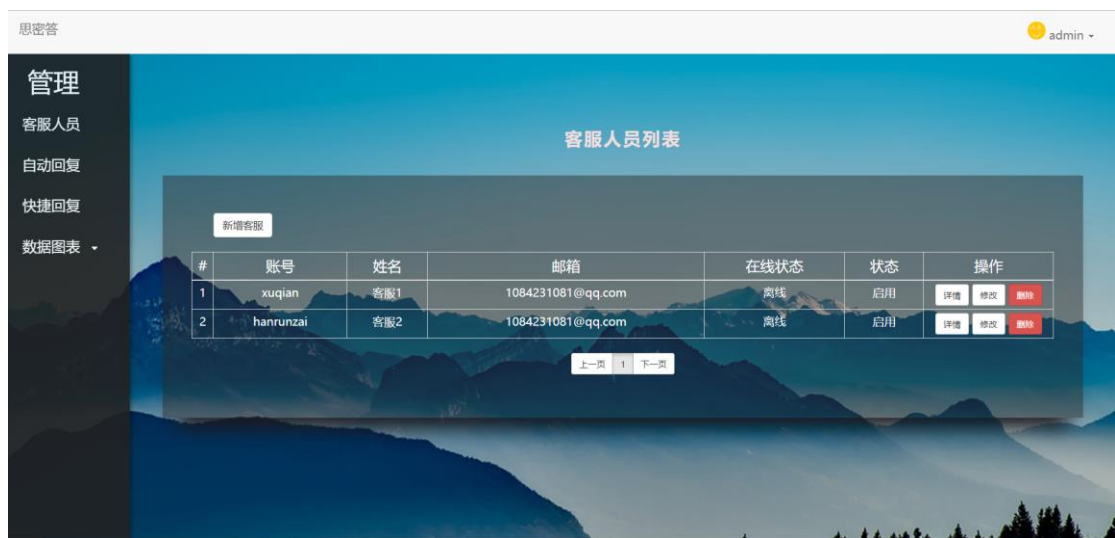 思密答
admin
管理
客服人员
自动回复
快捷回复
数据图表
客服人员列表
新增客服
# 账号 姓名 邮箱 在线状态 状态 操作
1 xuqian 客服1 1084231081@qq.com 离线 启用 详情 修改 删除
2 hanrunzai 客服2 1084231081@qq.com 离线 启用 详情 修改 删除
上一页 1 下一页